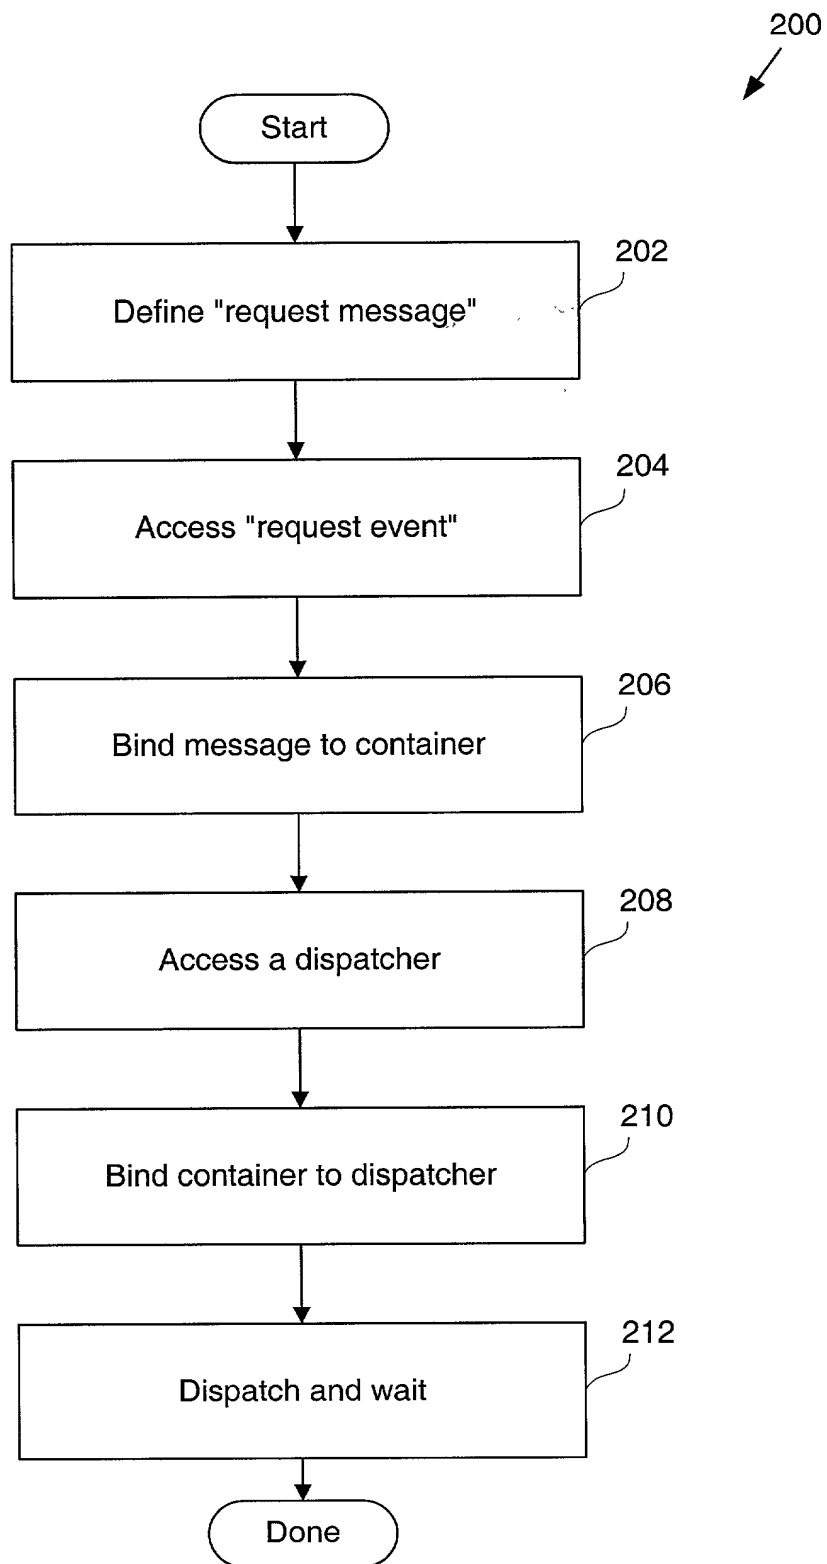 200
Start
202
Define "request message"
204
Access "request event"
206
Bind message to container
208
Access a dispatcher
210
Bind container to dispatcher
212
Dispatch and wait
Done